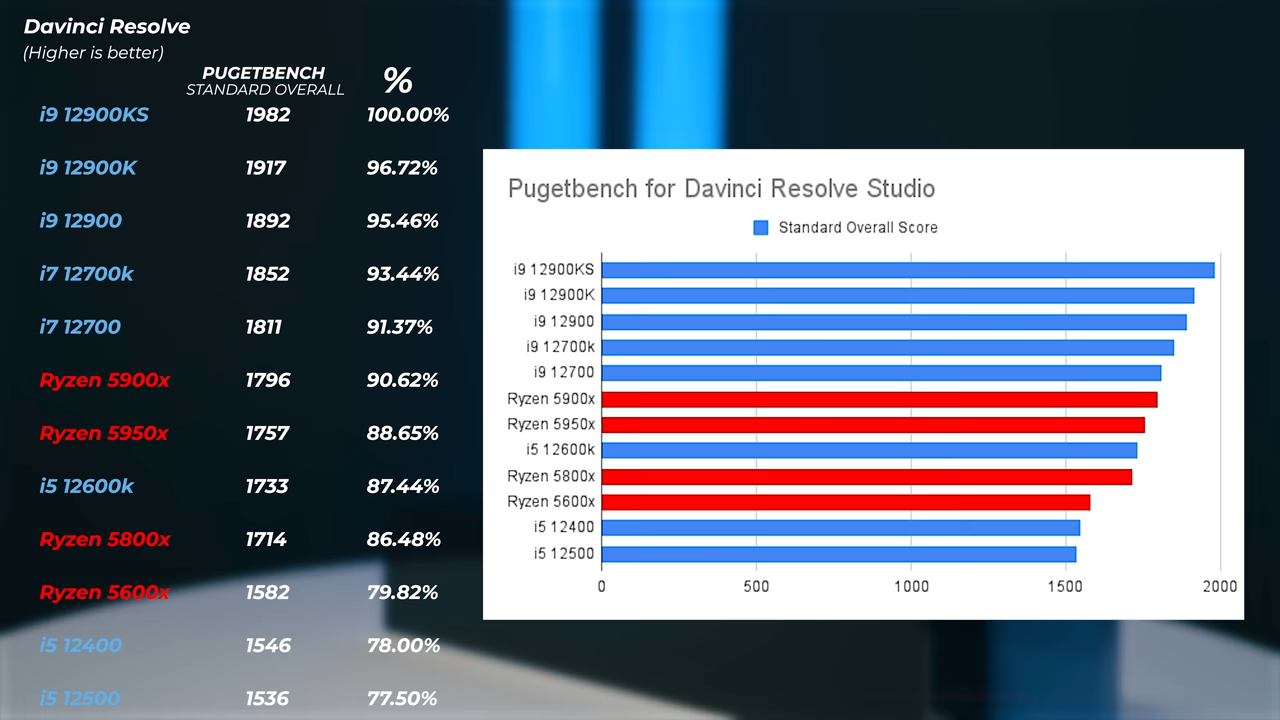 Davinci Resolve
(Higher is better)
PUGETBENCH %
STANDARD OVERALL
i9 12900KS 1982 100.00%
i9 12900K 1917 96.72%
i9 12900 1892 95.46%
i7 12700k 1852 93.44%
i7 12700 1811 91.37%
Ryzen 5900x 1796 90.62%
Ryzen 5950x 1757 88.65%
i5 12600k 1733 87.44%
Ryzen 5800x 1714 86.48%
Ryzen 5600x 1582 79.82%
i5 12400 1546 78.00%
i5 12500 1536 77.50%
Pugetbench for Davinci Resolve Studio
Standard Overall Score
i9 12900KS
i9 12900K
i9 12900
i9 12700k
i9 12700
Ryzen 5900x
Ryzen 5950x
i5 12600k
Ryzen 5800x
Ryzen 5600x
i5 12400
i5 12500
0 500 1000 1500 2000